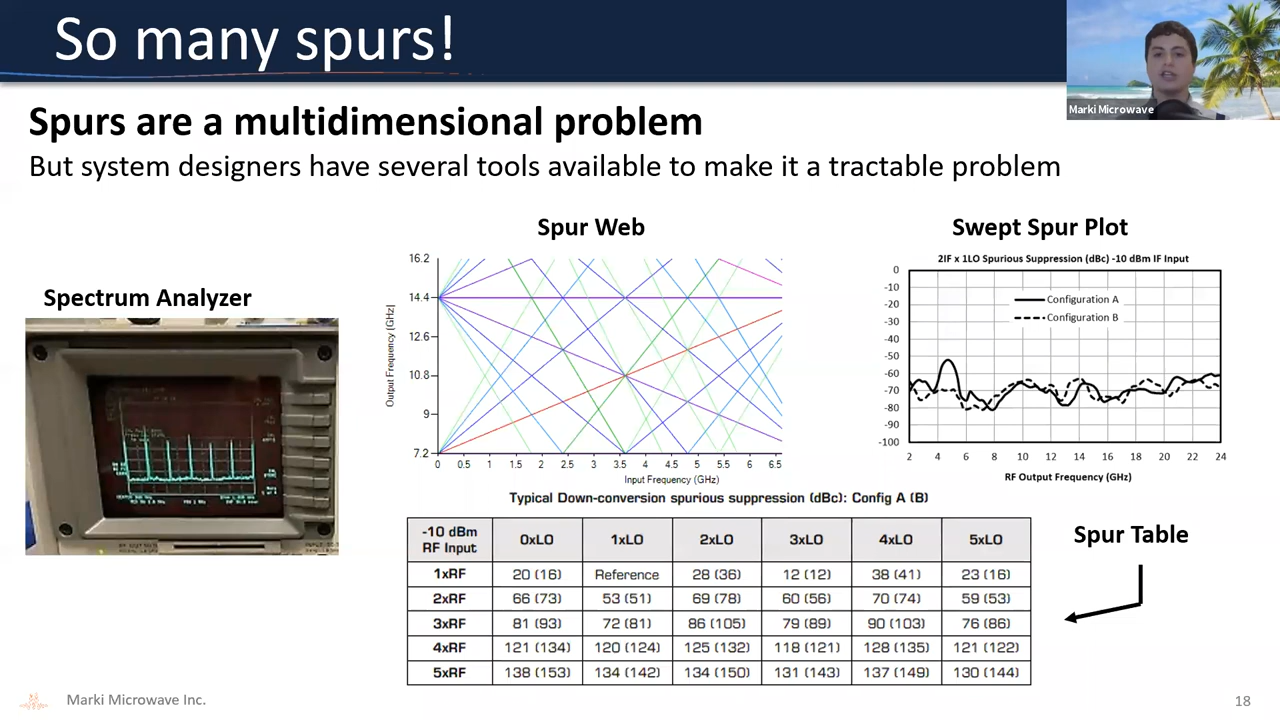 So many spurs!
Marki Microwave
Spurs are a multidimensional problem
But system designers have several tools available to make it a tractable problem
Spectrum Analyzer
Spur Web
16.2
14.4
12.6
10.8
9
7.2
Output Frequency [GHz]
0 0.5 1 1.5 2 2.5 3 3.5 4 4.5 5 5.5 6 6.5
Input Frequency [GHz]
Swept Spur Plot
2IF x 1LO Spurious Suppression (dBc) -10 dBm IF Input
Configuration A
Configuration B
0
-10
-20
-30
-40
-50
-60
-70
-80
-90
-100
2 4 6 8 10 12 14 16 18 20 22 24
RF Output Frequency (GHz)
Typical Down-conversion spurious suppression (dBc): Config A (B)
-10 dBm RF Input 0xLO 1xLO 2xLO 3xLO 4xLO 5xLO
1xRF 20 (16) Reference 28 (36) 12 (12) 38 (41) 23 (16)
2xRF 66 (73) 53 (51) 69 (78) 60 (56) 70 (74) 59 (53)
3xRF 81 (93) 72 (81) 86 (105) 79 (89) 90 (103) 76 (86)
4xRF 121 (134) 120 (124) 125 (132) 118 (121) 128 (135) 121 (122)
5xRF 138 (153) 134 (142) 134 (150) 131 (143) 137 (149) 130 (144)
Spur Table
Marki Microwave Inc.
18